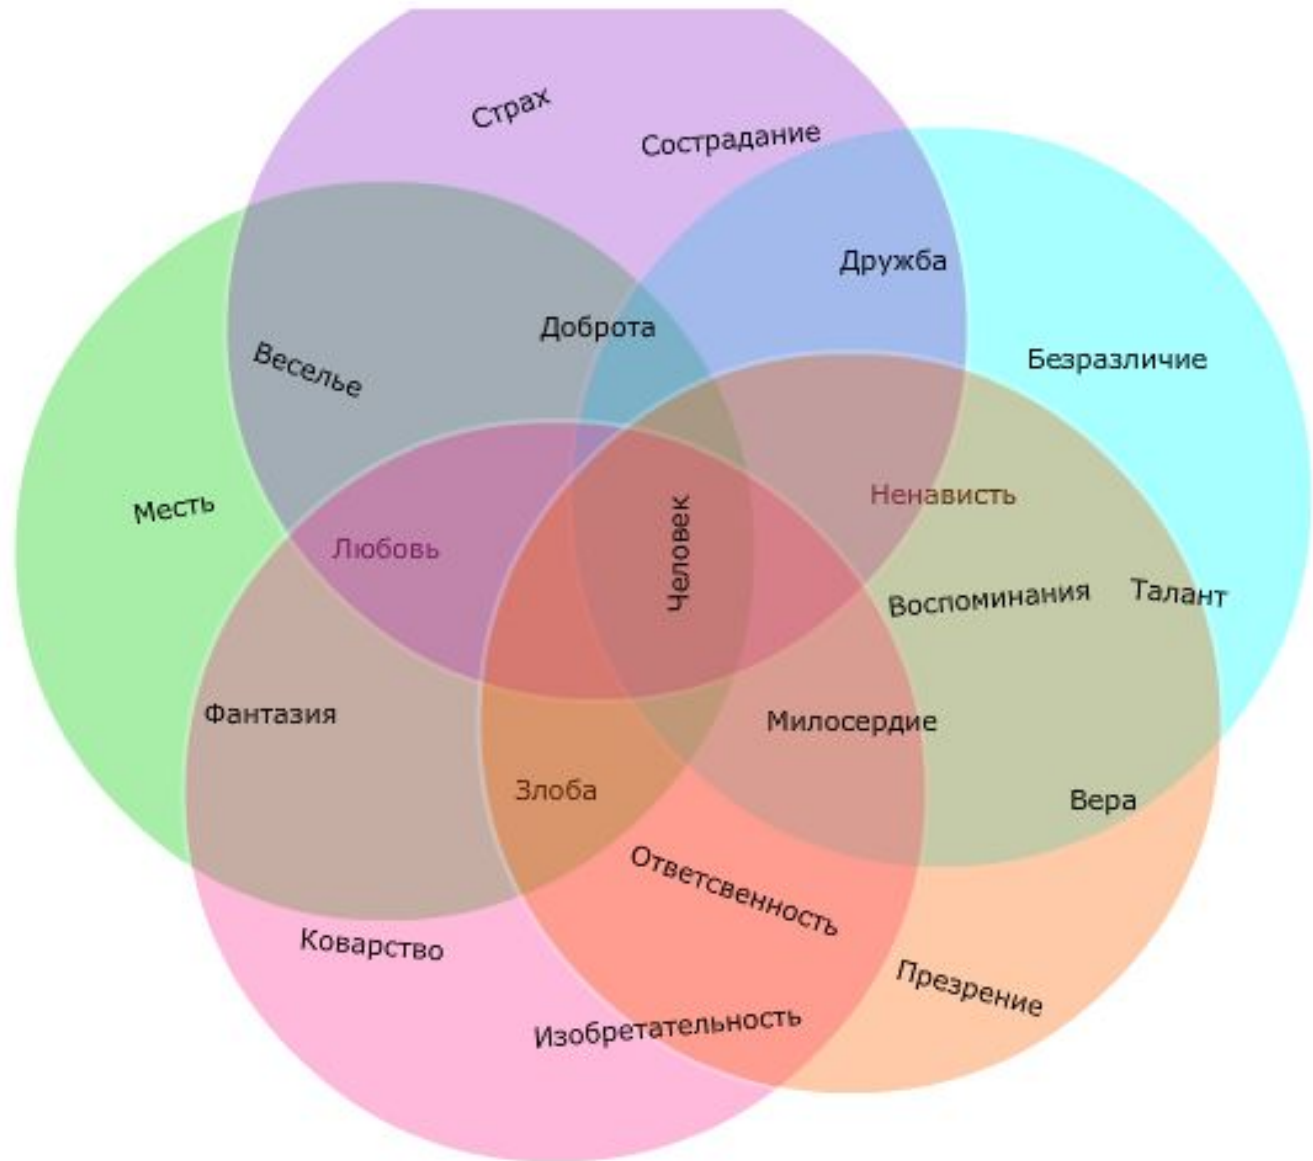 Страх
Сострадание
Дружба
Доброта
Безразличие
Веселье
Ненависть
Месть
Любовь
Человек
Воспоминания
Талант
Фантазия
Милосердие
Злоба
Вера
Ответсвенность
Коварство
Презрение
Изобретательность